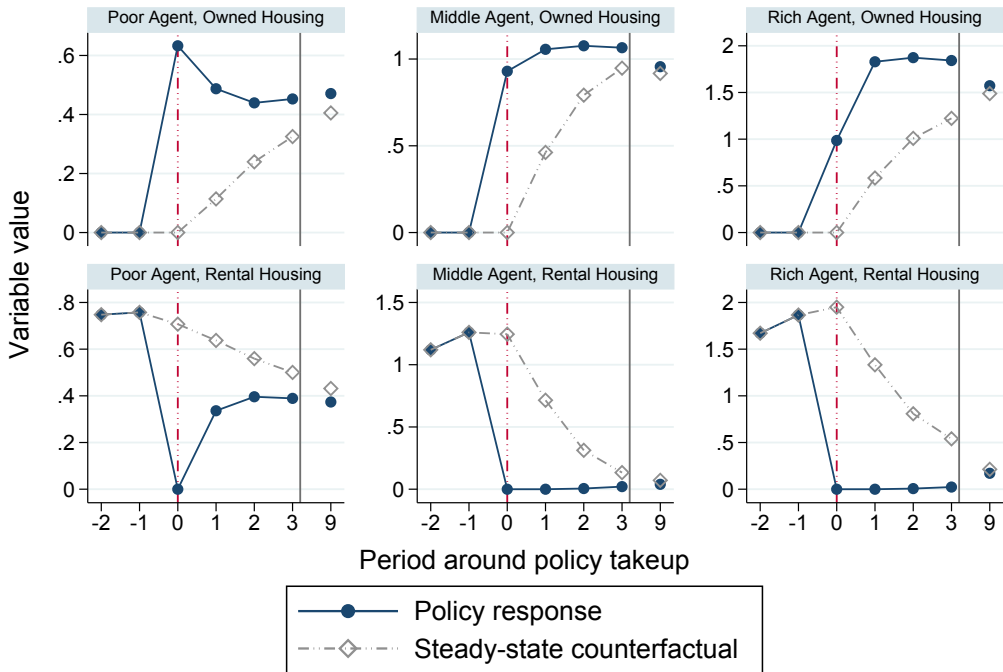 Poor Agent, Owned Housing
Middle Agent, Owned Housing
Rich Agent, Owned Housing
.6
.4
.2
0
1
.5
0
2
1.5
1
.5
0
Variable value
Poor Agent, Rental Housing
Middle Agent, Rental Housing
Rich Agent, Rental Housing
.8
.6
.4
.2
0
1.5
1
.5
0
2
1.5
1
.5
0
-2 -1 0 1 2 3 9
-2 -1 0 1 2 3 9
-2 -1 0 1 2 3 9
Period around policy takeup
Policy response
Steady-state counterfactual